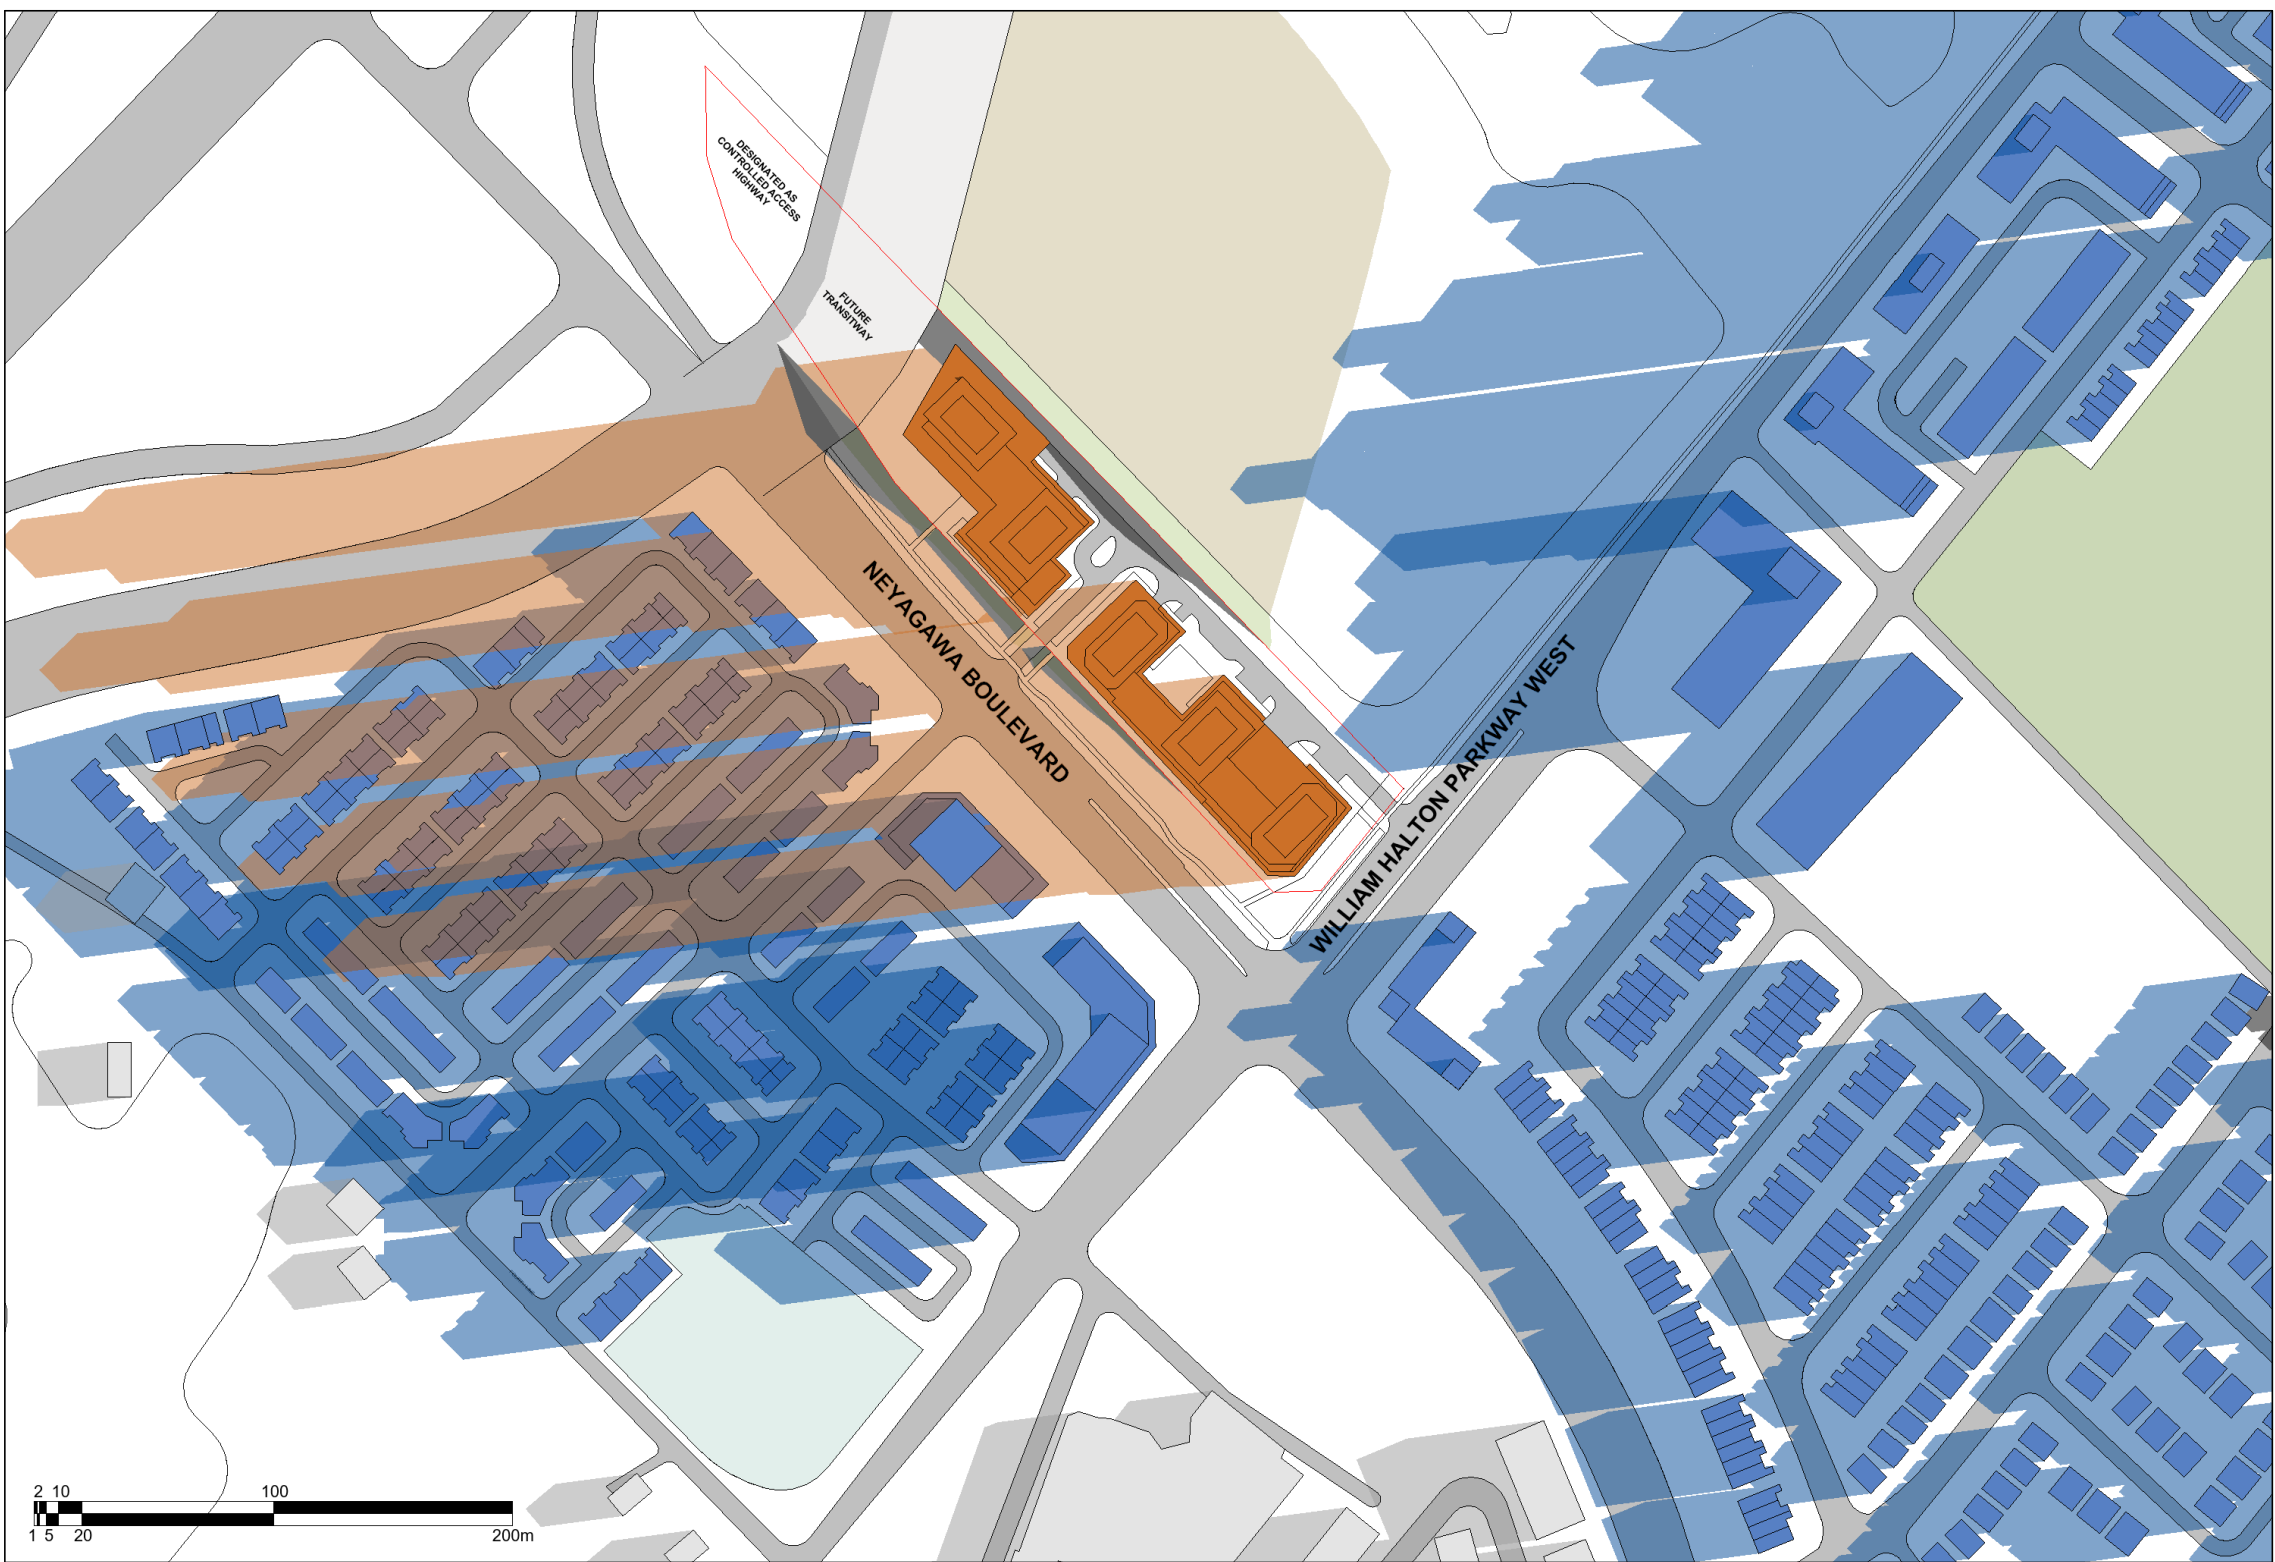 DESIGNATED AS
CONTROLLED ACCESS
HIGHWAY
FUTURE
TRANSITWAY
NEYAGAWA BOULEVARD
WILLIAM HALTON PARKWAY WEST
2 10 100
1 5 20 200m